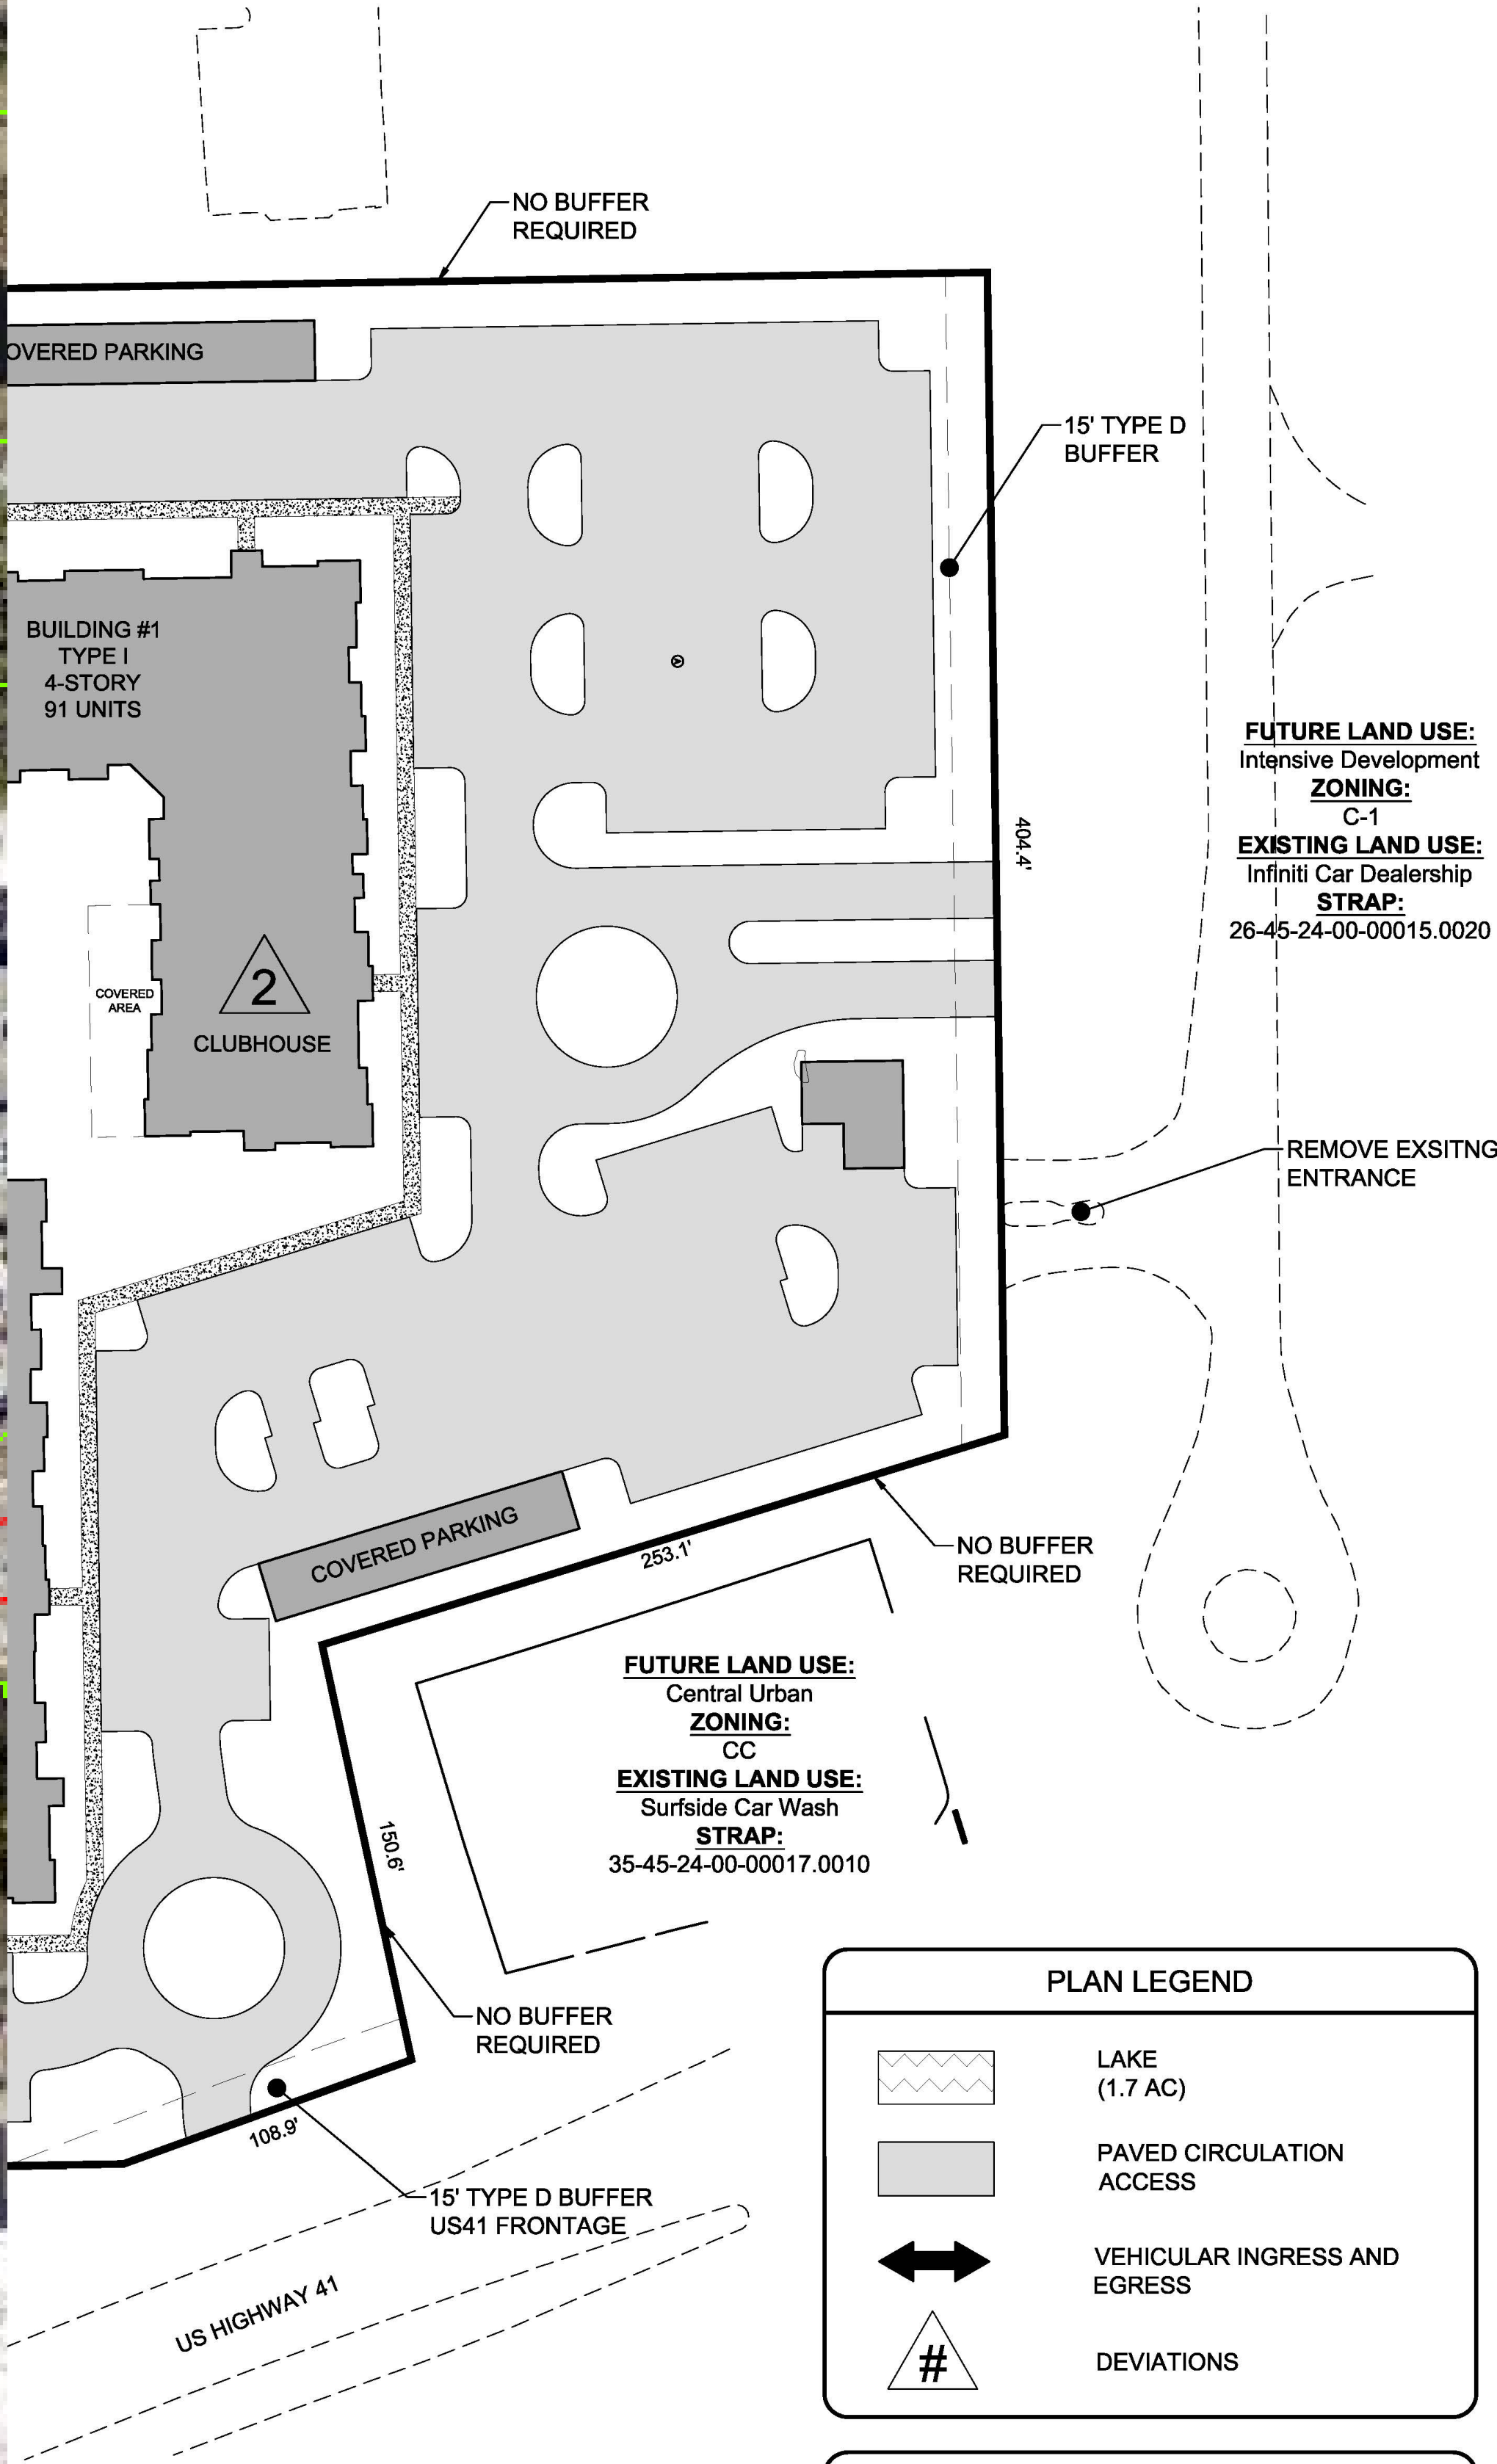 NO BUFFER
REQUIRED
OVERED PARKING
15' TYPE D
BUFFER
BUILDING #1
TYPE I
4-STORY
91 UNITS
FUTURE LAND USE:
Intensive Development
ZONING:
C-1
EXISTING LAND USE:
Infiniti Car Dealership
STRAP:
26-45-24-00-00015.0020
404.4'
COVERED
AREA
2
CLUBHOUSE
REMOVE EXSITNG
ENTRANCE
COVERED PARKING
253.1'
NO BUFFER
REQUIRED
FUTURE LAND USE:
Central Urban
ZONING:
CC
EXISTING LAND USE:
Surfside Car Wash
STRAP:
35-45-24-00-00017.0010
150.6'
NO BUFFER
REQUIRED
108.9'
15' TYPE D BUFFER
US41 FRONTAGE
US HIGHWAY 41
PLAN LEGEND
LAKE
(1.7 AC)
PAVED CIRCULATION
ACCESS
VEHICULAR INGRESS AND
EGRESS
#
DEVIATIONS